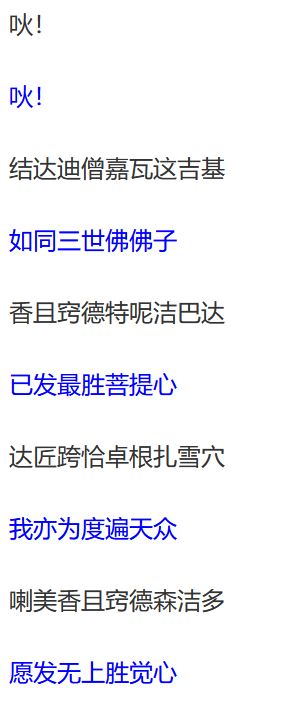 吙！
吙！
结达迪僧嘉瓦这吉基
如同三世佛佛子
香且窍德特呢洁巴达
已发最胜菩提心
达匠跨恰卓根扎雪穴
我亦为度遍天众
喇美香且窍德森洁多
愿发无上胜觉心